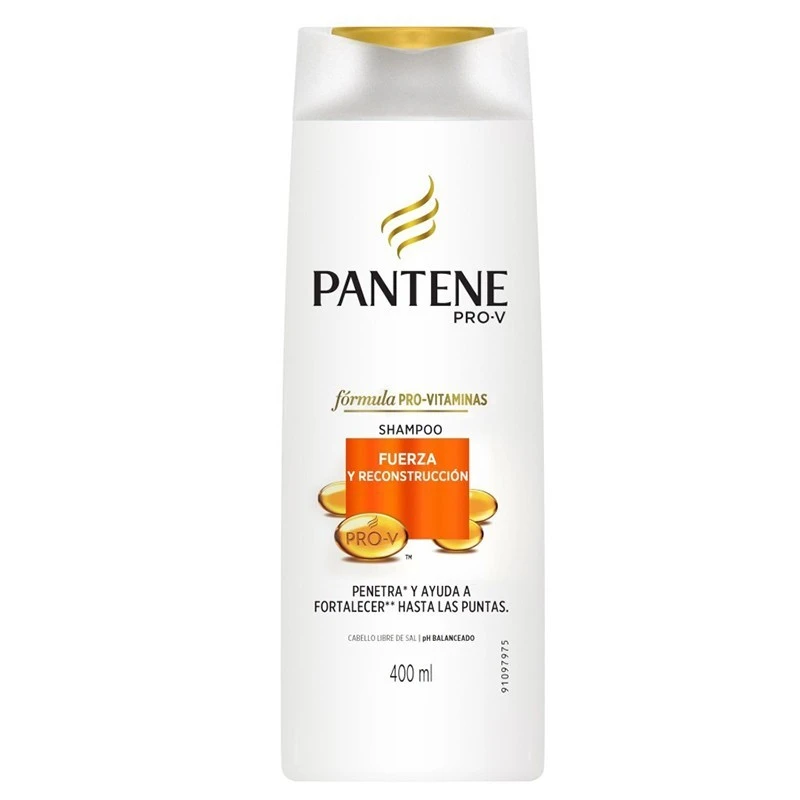 PANTENE
PRO-V
fórmula PRO-VITAMINAS
SHAMPOO
FUERZA
Y RECONSTRUCCIÓN
PRO-V
™
PENETRA* Y AYUDA A
FORTALECER** HASTA LAS PUNTAS.
CABELLO LIBRE DE SAL | pH BALANCEADO
400 ml
91097975